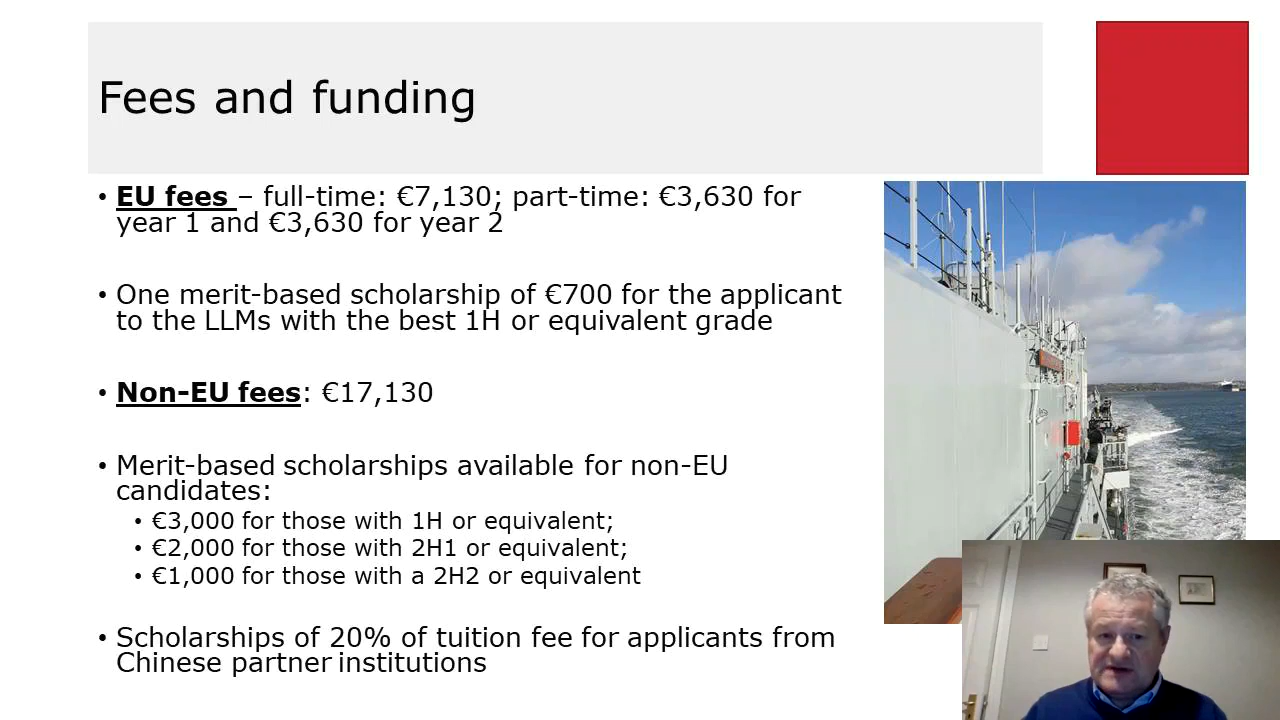 Fees and funding
• EU fees – full-time: €7,130; part-time: €3,630 for
year 1 and €3,630 for year 2
• One merit-based scholarship of €700 for the applicant
to the LLMs with the best 1H or equivalent grade
• Non-EU fees: €17,130
• Merit-based scholarships available for non-EU
candidates:
• €3,000 for those with 1H or equivalent;
• €2,000 for those with 2H1 or equivalent;
• €1,000 for those with a 2H2 or equivalent
• Scholarships of 20% of tuition fee for applicants from
Chinese partner institutions